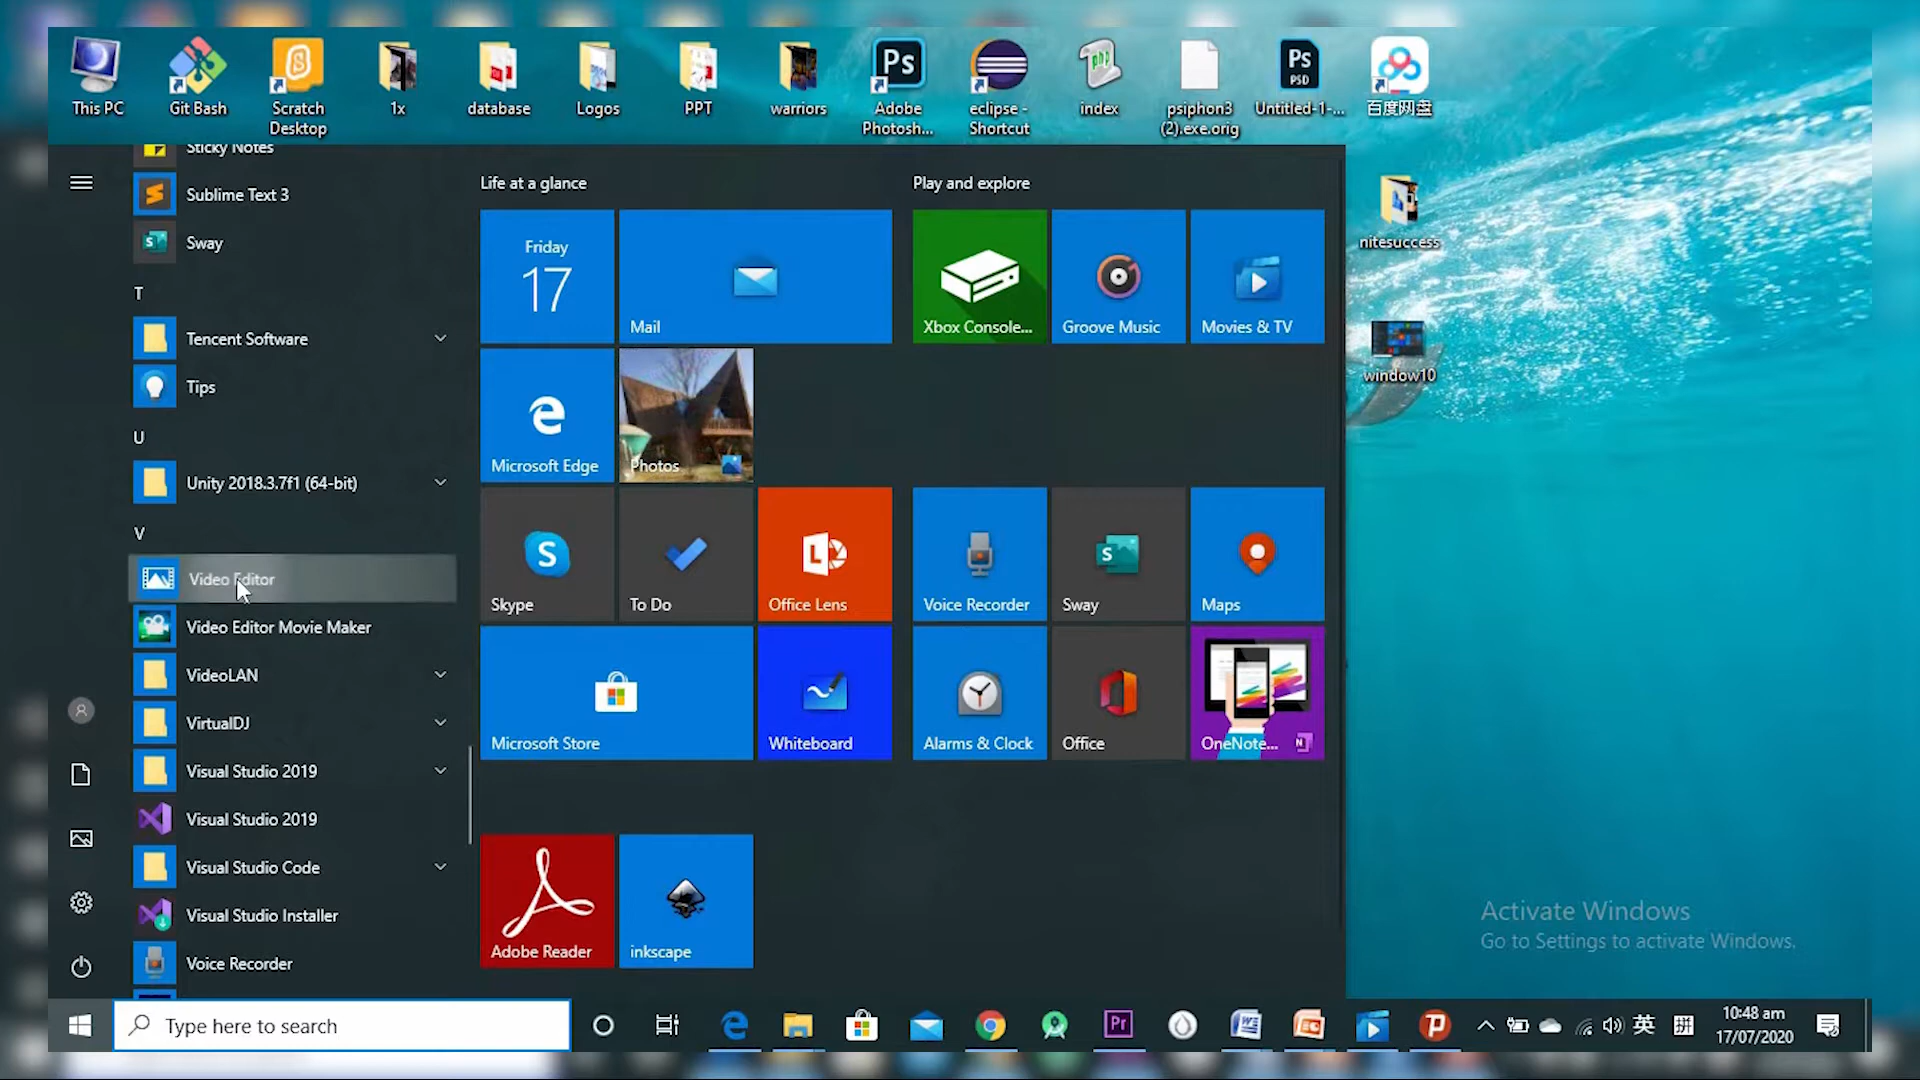 This PC
Git Bash
Scratch
Desktop
1x
database
Logos
PPT
warriors
Ps
Adobe
Photosh...
eclipse -
Shortcut
php
index
psiphon3
(2).exe.orig
Ps
PSD
Untitled-1-...
百度网盘
nitesuccess
window10
Sticky Notes
Sublime Text 3
Sway
T
Tencent Software
Tips
U
Unity 2018.3.7f1 (64-bit)
V
Video Editor
Video Editor Movie Maker
VideoLAN
VirtualDJ
Visual Studio 2019
Visual Studio 2019
Visual Studio Code
Visual Studio Installer
Voice Recorder
Life at a glance
Friday
17
Mail
Microsoft Edge
Photos
Skype
To Do
Office Lens
Microsoft Store
Whiteboard
Adobe Reader
inkscape
Play and explore
Xbox Console...
Groove Music
Movies & TV
Voice Recorder
Sway
Maps
Alarms & Clock
Office
OneNote...
Activate Windows
Go to Settings to activate Windows.
Type here to search
Pr
英
拼
10:48 am
17/07/2020